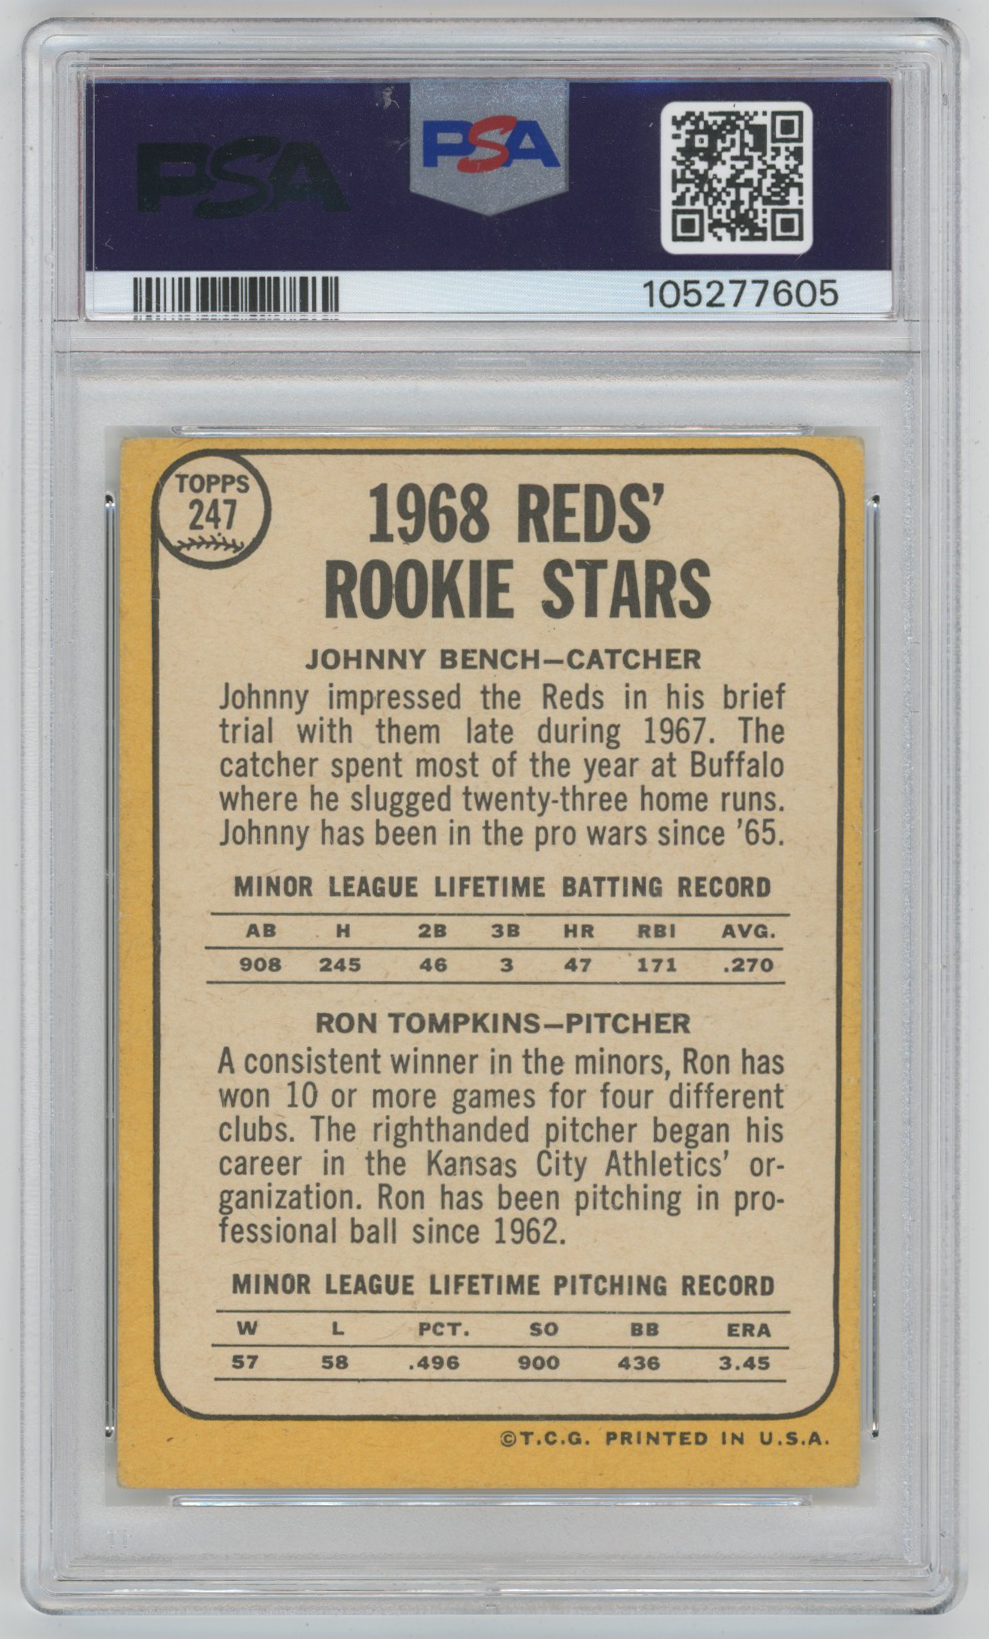 PSA PSA
105277605
TOPPS
247
1968 REDS'
ROOKIE STARS
JOHNNY BENCH—CATCHER
Johnny impressed the Reds in his brief
trial with them late during 1967. The
catcher spent most of the year at Buffalo
where he slugged twenty-three home runs.
Johnny has been in the pro wars since '65.
MINOR LEAGUE LIFETIME BATTING RECORD
AB H 2B 3B HR RBI AVG.
908 245 46 3 47 171 .270
RON TOMPKINS—PITCHER
A consistent winner in the minors, Ron has
won 10 or more games for four different
clubs. The righthanded pitcher began his
career in the Kansas City Athletics' or-
ganization. Ron has been pitching in pro-
fessional ball since 1962.
MINOR LEAGUE LIFETIME PITCHING RECORD
W L PCT. SO BB ERA
57 58 .496 900 436 3.45
©T.C.G. PRINTED IN U.S.A.